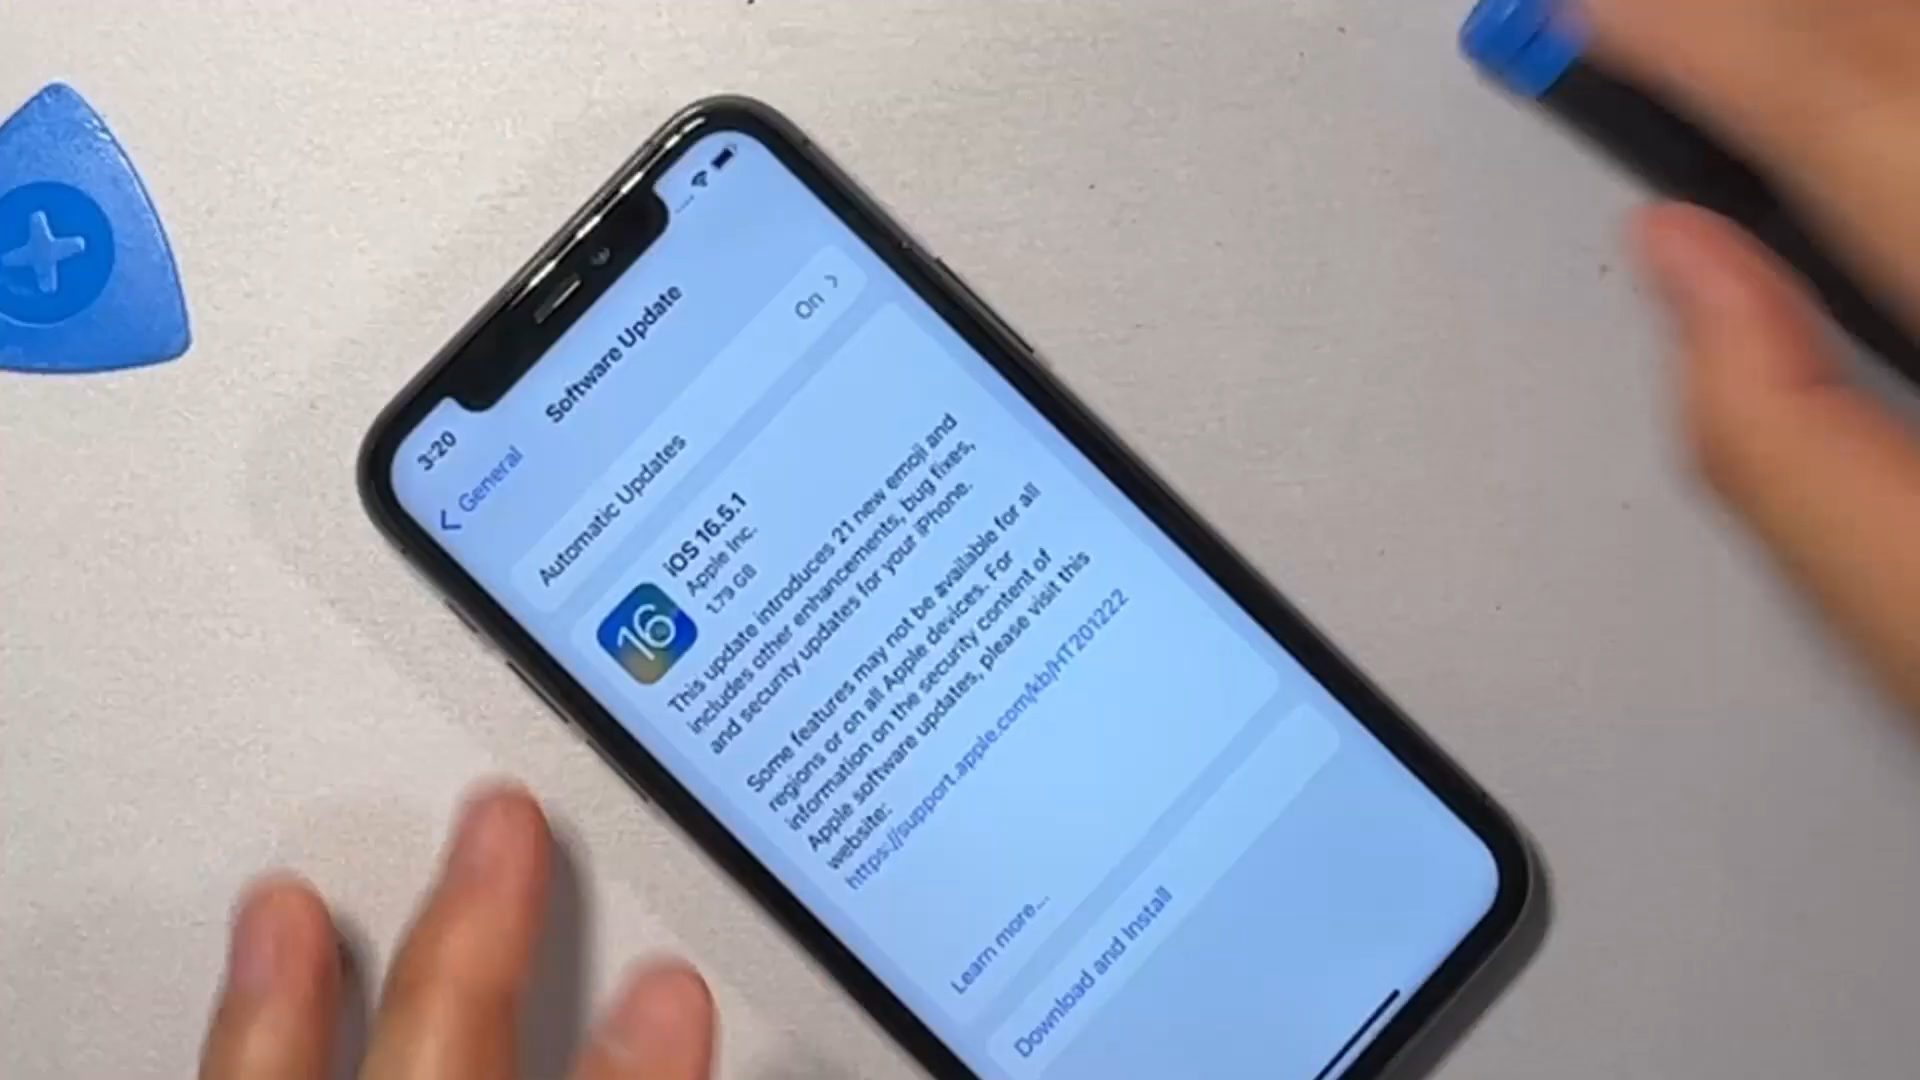 3:20
General
Software Update
Automatic Updates
On
16
iOS 16.5.1
Apple Inc.
1.79 GB
This update introduces 21 new emoji and
includes other enhancements, bug fixes,
and security updates for your iPhone.
Some features may not be available for all
regions or on all Apple devices. For
information on the security content of
Apple software updates, please visit this
website:
https://support.apple.com/kb/HT201222
Learn more...
Download and Install